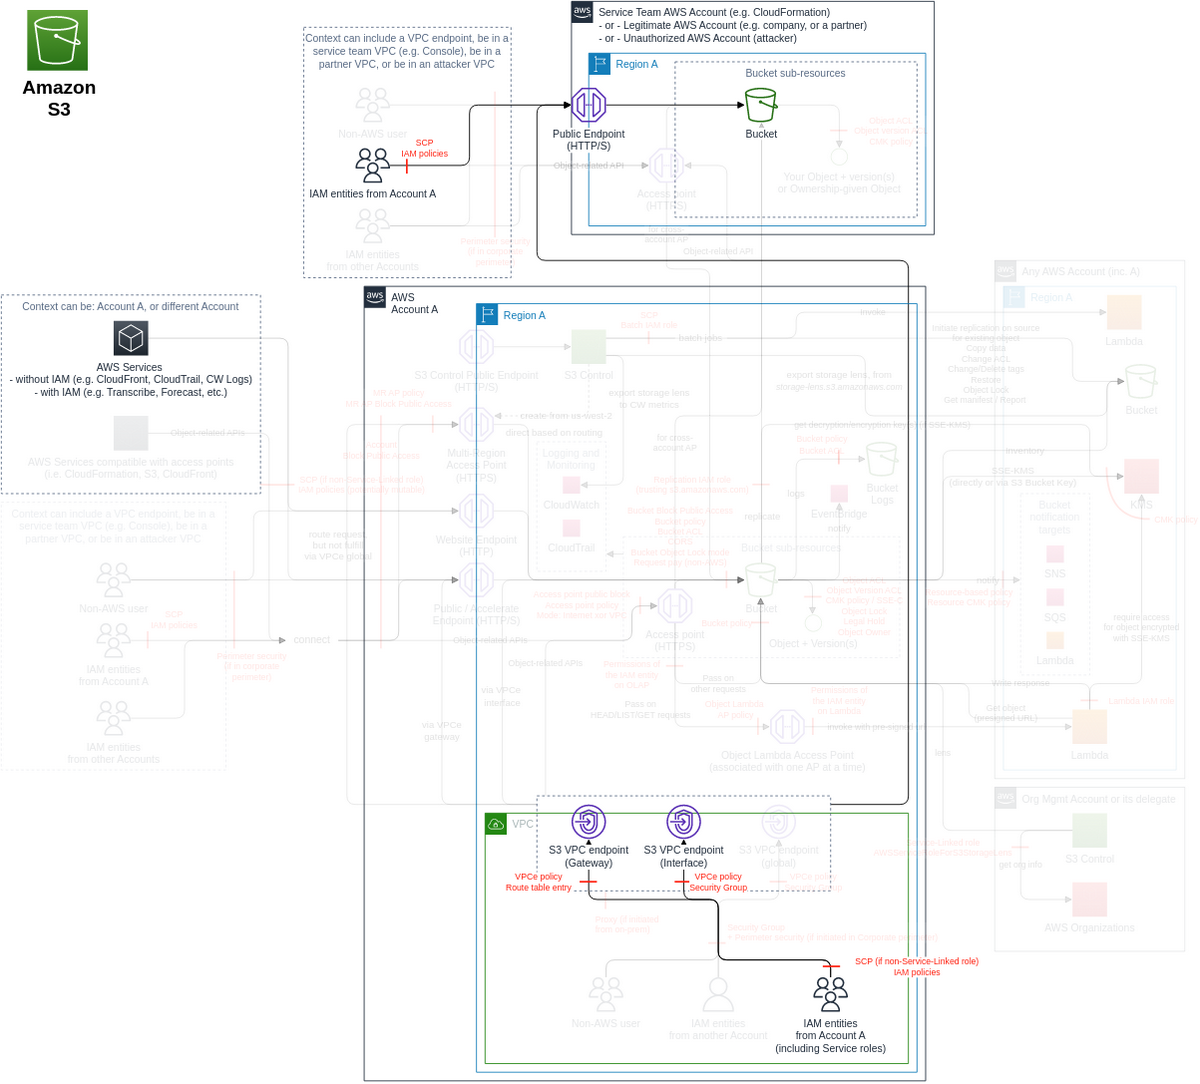 Amazon
S3
Context can include a VPC endpoint, be in a
service team VPC (e.g. Console), be in a
partner VPC, or be in an attacker VPC
Non-AWS user
SCP
IAM policies
IAM entities from Account A
IAM entities
from other Accounts
Perimeter security
(if in corporate
perimeter)
aws
Service Team AWS Account (e.g. CloudFormation)
- or - Legitimate AWS Account (e.g. company, or a partner)
- or - Unauthorized AWS Account (attacker)
Region A
Bucket sub-resources
Public Endpoint
(HTTP/S)
Bucket
Object ACL
Object version ACL
CMK policy
Your Object + version(s)
or Ownership-given Object
Object-related API
Access point
(HTTPS)
for cross-
account AP
Object-related API
Context can be: Account A, or different Account
AWS Services
- without IAM (e.g. CloudFront, CloudTrail, CW Logs)
- with IAM (e.g. Transcribe, Forecast, etc.)
Object-related APIs
AWS Services compatible with access points
(i.e. CloudFront, S3, CloudFront)
Context can include a VPC endpoint, be in a
service team VPC (e.g. Console), be in a
partner VPC, or be in an attacker VPC
Non-AWS user
SCP
IAM policies
IAM entities
from Account A
IAM entities
from other Accounts
Perimeter security
(if in corporate
perimeter)
connect
route request,
but not fulfill
via VPCe global
SCP (if non-Service-Linked role)
IAM policies (potentially mutable)
aws
AWS
Account A
Region A
S3 Control Public Endpoint
(HTTP/S)
S3 Control
SCP
Batch IAM role
batch jobs
invoke
MR AP policy
MR AP Block Public Access
Account
Block Public Access
Multi-Region
Access Point
(HTTPS)
create from us-west-2
direct based on routing
export storage lens
to CW metrics
export storage lens, from
storage-lens.s3.amazonaws.com
Logging and
Monitoring
CloudWatch
CloudTrail
Website Endpoint
(HTTP)
Public / Accelerate
Endpoint (HTTP/S)
for cross-
account AP
Replication IAM role
(trusting s3.amazonaws.com)
Bucket policy
Bucket ACL
Bucket
Logs
logs
EventBridge
notify
replicate
Bucket Block Public Access
Bucket policy
Bucket ACL
CORS
Bucket Object Lock mode
Request pay (non-AWS)
Bucket sub-resources
Bucket
Object ACL
Object Version ACL
CMK policy / SSE-C
Object Lock
Legal Hold
Object Owner
Object + Version(s)
Access point public block
Access point policy
Mode: Internet nor VPC
Access point
(HTTPS)
Bucket policy
Object-related APIs
Object-related APIs
Permissions of
the IAM entity
on OLAP
Pass on
other requests
Pass on
HEAD/LIST/GET requests
Object Lambda
AP policy
Permissions of
the IAM entity
on Lambda
invoke with pre-signed url
Object Lambda Access Point
(associated with one AP at a time)
via VPCe
interface
via VPCe
gateway
get decryption/encryption keys (if SSE-KMS)
inventory
SSE-KMS
(directly or via S3 Bucket Key)
notify
Resource-based policy
Resource CMK policy
Write response
Get object
(presigned URL)
lens
aws
Any AWS Account (inc. A)
Region A
Lambda
Initiate replication on source
for existing object
Copy data
Change ACL
Change/Delete tags
Restore
Object Lock
Get manifest / Report
Bucket
KMS
CMK policy
Bucket
notification
targets
SNS
SQS
Lambda
require access
for object encrypted
with SSE-KMS
Lambda IAM role
Lambda
aws
Org Mgmt Account or its delegate
S3 Control
get org info
AWS Organizations
VPC
S3 VPC endpoint
(Gateway)
S3 VPC endpoint
(Interface)
S3 VPC endpoint
(global)
VPCe policy
Route table entry
VPCe policy
Security Group
VPCe policy
Security Group
Proxy (if initiated
from on-prem)
Security Group
+ Perimeter security (if initiated in Corporate perimeter)
SCP (if non-Service-Linked role)
IAM policies
Non-AWS user
IAM entities
from another Account
IAM entities
from Account A
(including Service roles)